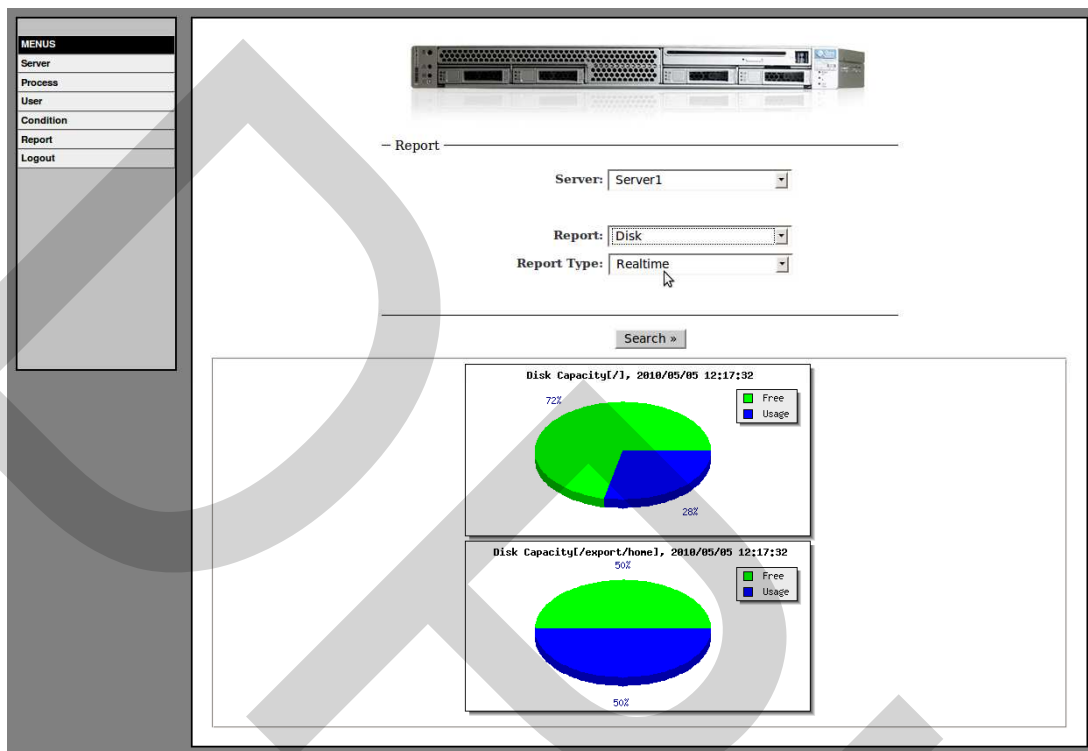 MENUS
Server
Process
User
Condition
Report
Logout
Report
Server: Server1
Report: Disk
Report Type: Realtime
Search »
Disk Capacity[/], 2010/05/05 12:17:32
72%
Free
Usage
28%
Disk Capacity[/export/home], 2010/05/05 12:17:32
50%
Free
Usage
50%